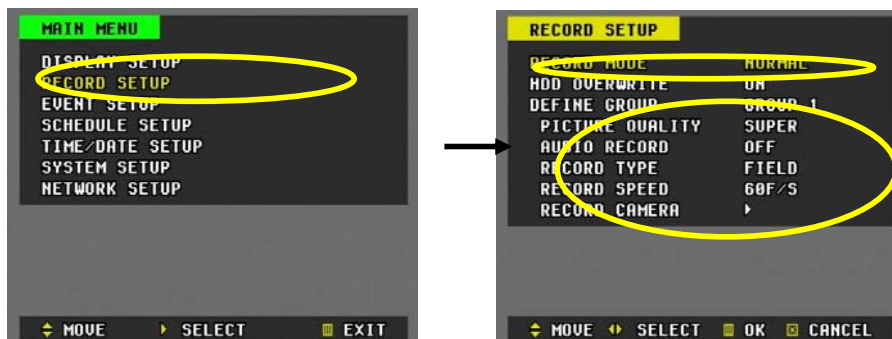 MAIN MENU
DISPLAY SETUP
RECORD SETUP
EVENT SETUP
SCHEDULE SETUP
TIME/DATE SETUP
SYSTEM SETUP
NETWORK SETUP
MOVE SELECT EXIT
RECORD SETUP
RECORD MODE NORMAL
HDD OVERWRITE ON
DEFINE GROUP GROUP 1
PICTURE QUALITY SUPER
AUDIO RECORD OFF
RECORD TYPE FIELD
RECORD SPEED 60F/S
RECORD CAMERA
MOVE SELECT OK CANCEL